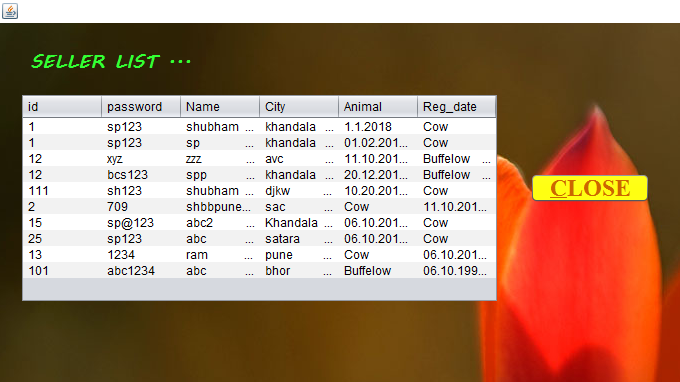 SELLER LIST ...
id password Name City Animal Reg_date
1 sp123 shubham ... khandala ... 1.1.2018 Cow
1 sp123 sp ... khandala ... 01.02.201... Cow
12 xyz zzz ... avc ... 11.10.201... Buffelow ...
12 bcs123 spp ... khandala ... 20.12.201... Buffelow ...
111 sh123 shubham ... djkw ... 10.20.201... Cow
2 709 shbbpune... sac ... Cow 11.10.201...
15 sp@123 abc2 ... Khandala ... 06.10.201... Cow
25 sp123 abc ... satara ... 06.10.201... Cow
13 1234 ram ... pune ... Cow 06.10.201...
101 abc1234 abc ... bhor ... Buffelow 06.10.199...
CLOSE